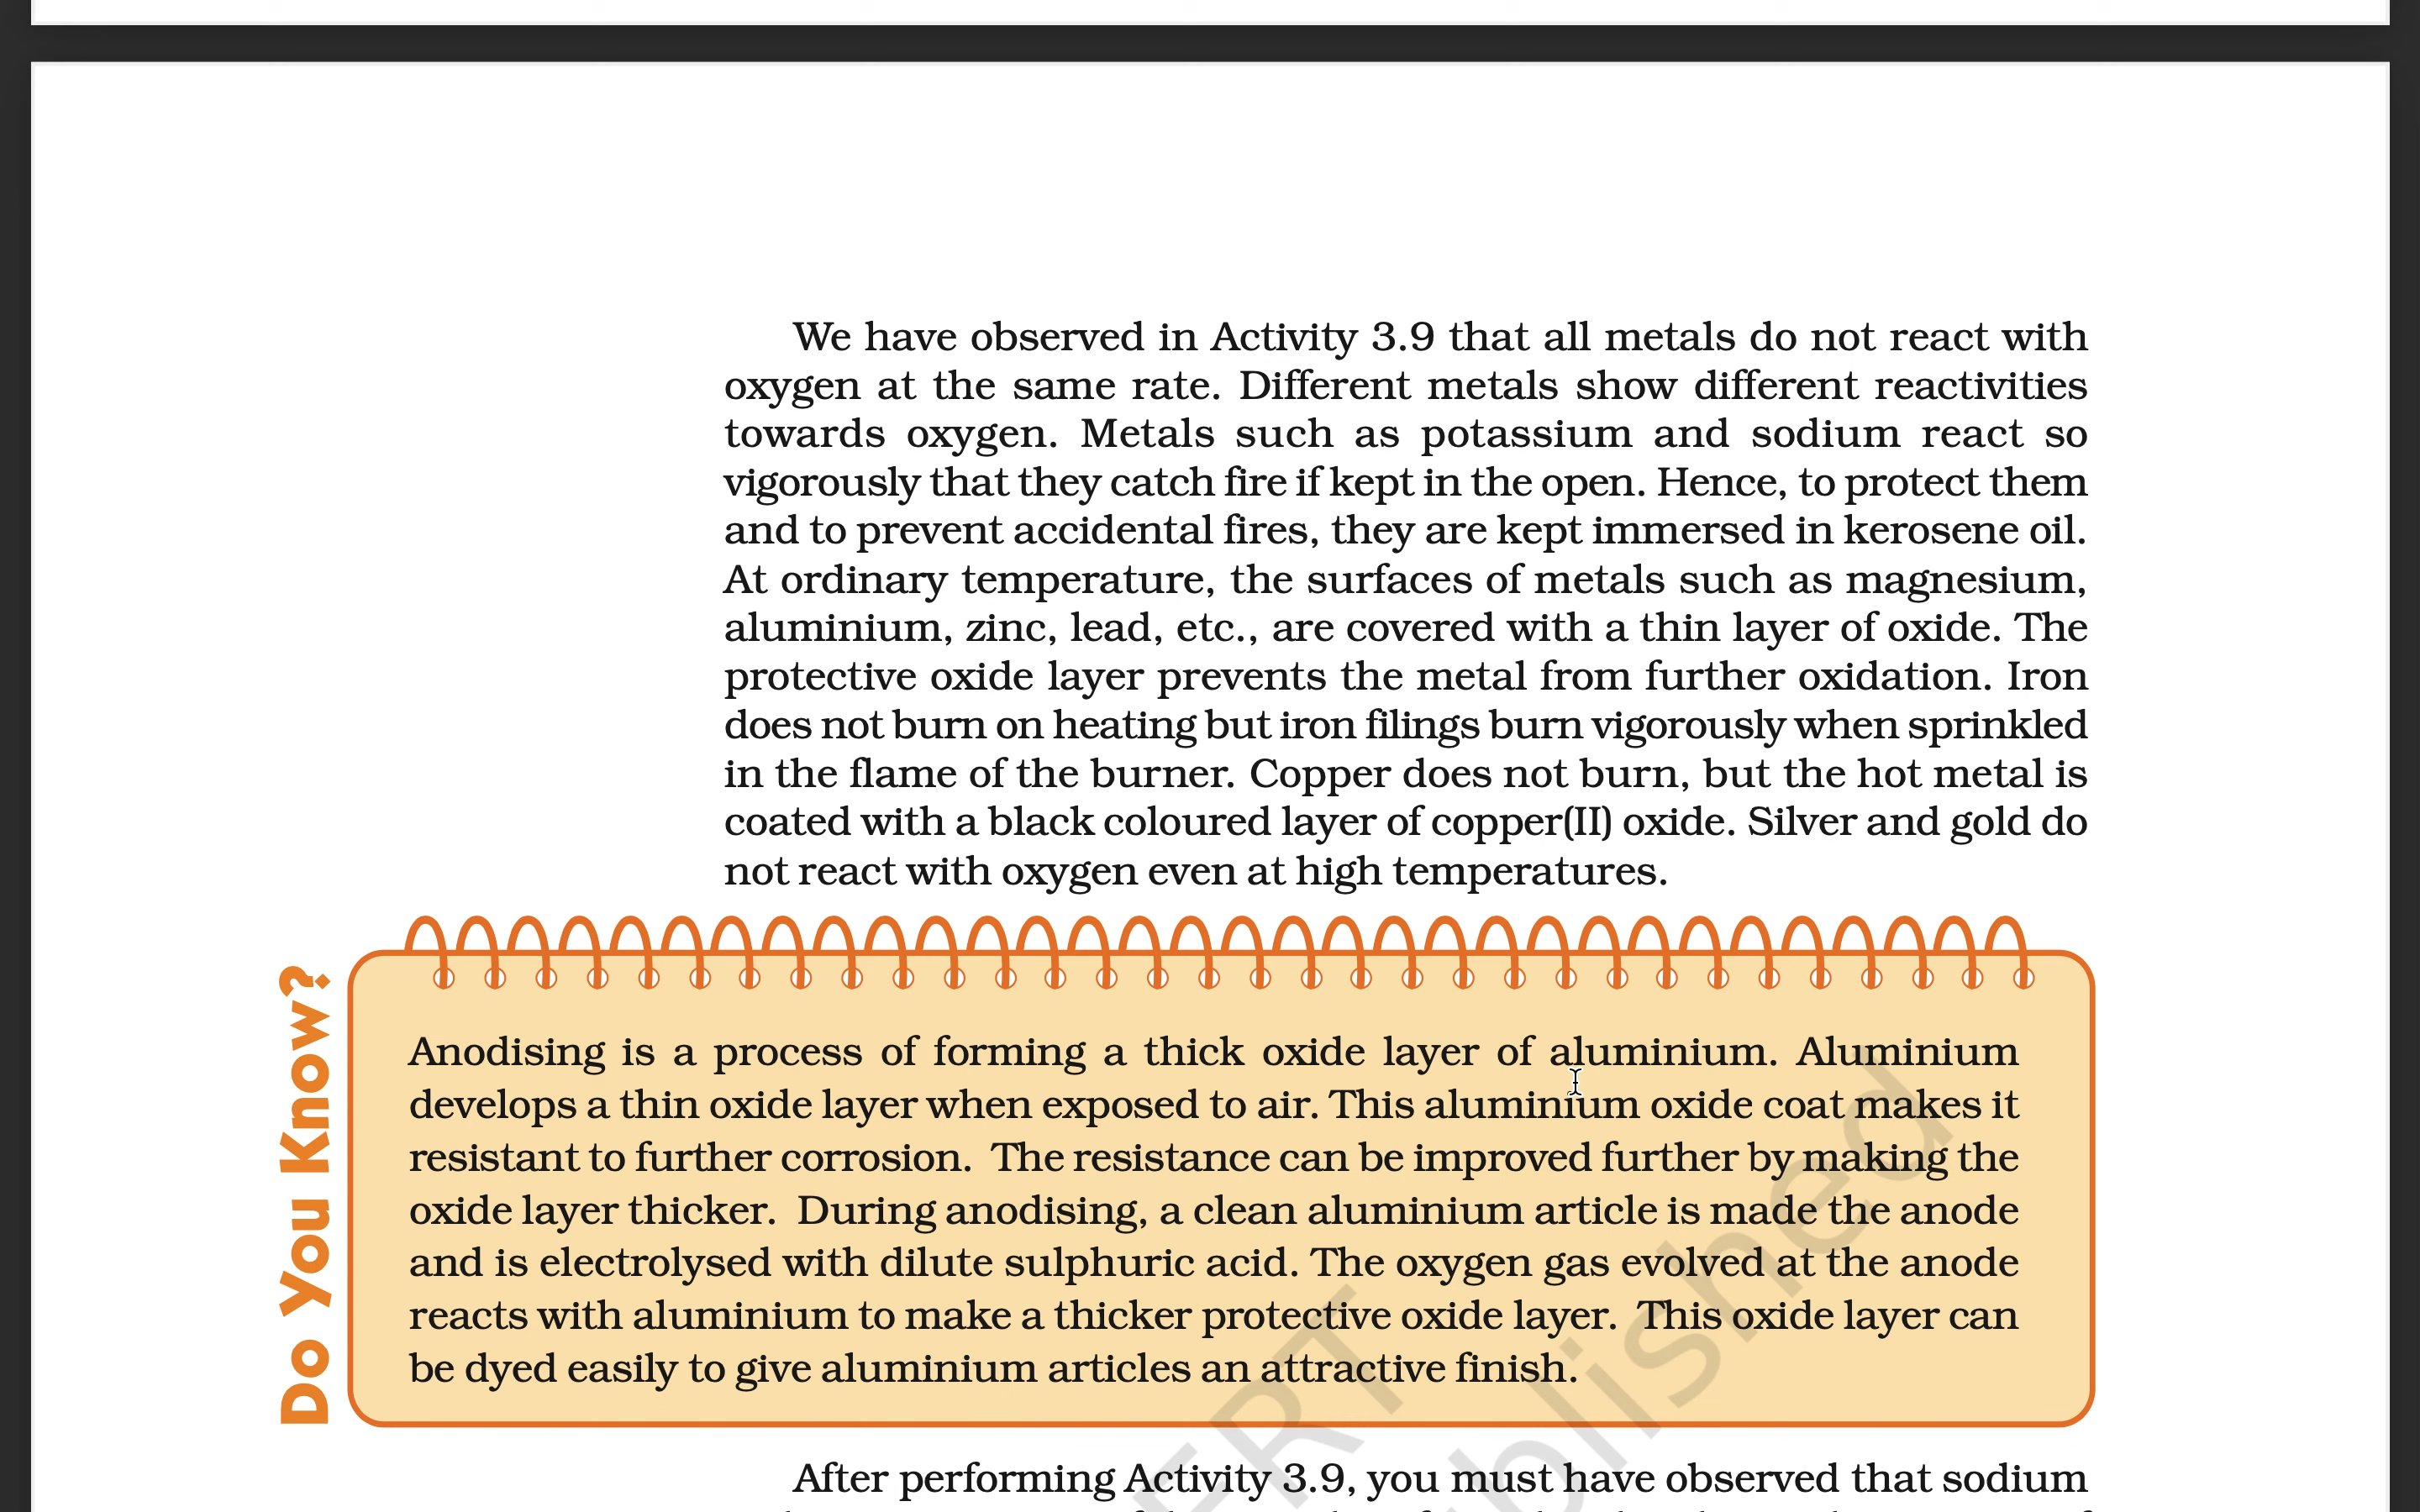 We have observed in Activity 3.9 that all metals do not react with
oxygen at the same rate. Different metals show different reactivities
towards oxygen. Metals such as potassium and sodium react so
vigorously that they catch fire if kept in the open. Hence, to protect them
and to prevent accidental fires, they are kept immersed in kerosene oil.
At ordinary temperature, the surfaces of metals such as magnesium,
aluminium, zinc, lead, etc., are covered with a thin layer of oxide. The
protective oxide layer prevents the metal from further oxidation. Iron
does not burn on heating but iron filings burn vigorously when sprinkled
in the flame of the burner. Copper does not burn, but the hot metal is
coated with a black coloured layer of copper(II) oxide. Silver and gold do
not react with oxygen even at high temperatures.
Do You Know?
Anodising is a process of forming a thick oxide layer of aluminium. Aluminium
develops a thin oxide layer when exposed to air. This aluminium oxide coat makes it
resistant to further corrosion. The resistance can be improved further by making the
oxide layer thicker. During anodising, a clean aluminium article is made the anode
and is electrolysed with dilute sulphuric acid. The oxygen gas evolved at the anode
reacts with aluminium to make a thicker protective oxide layer. This oxide layer can
be dyed easily to give aluminium articles an attractive finish.
After performing Activity 3.9, you must have observed that sodium